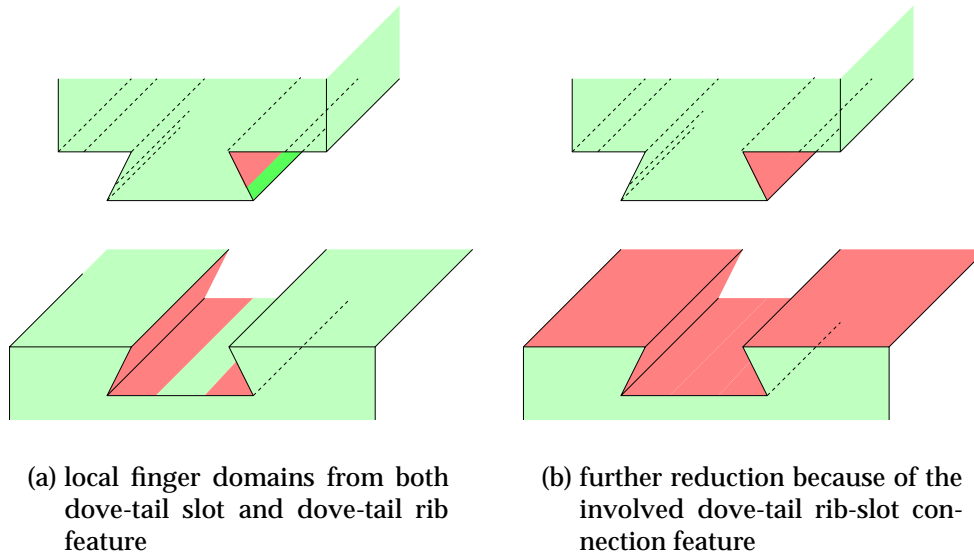 (a) local finger domains from both
dove-tail slot and dove-tail rib
feature
(b) further reduction because of the
involved dove-tail rib-slot con-
nection feature